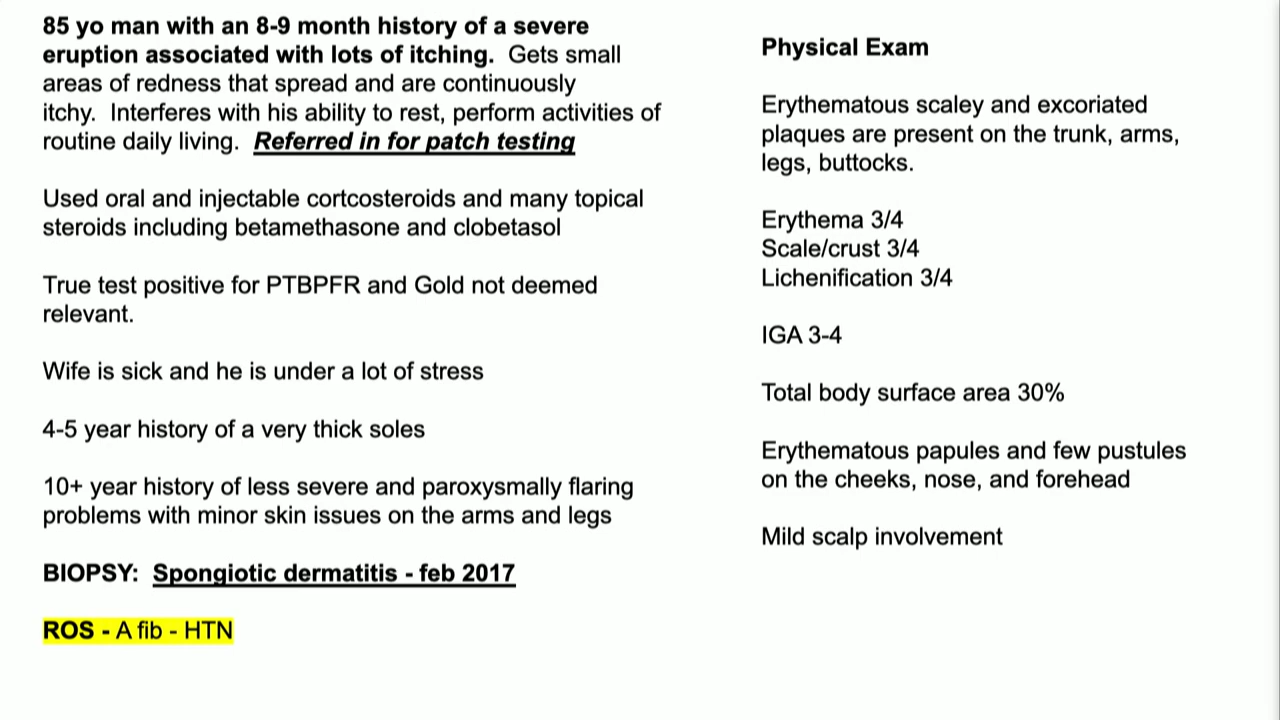 85 yo man with an 8-9 month history of a severe
eruption associated with lots of itching. Gets small
areas of redness that spread and are continuously
itchy. Interferes with his ability to rest, perform activities of
routine daily living. Referred in for patch testing
Used oral and injectable cortcosteroids and many topical
steroids including betamethasone and clobetasol
True test positive for PTBPFR and Gold not deemed
relevant.
Wife is sick and he is under a lot of stress
4-5 year history of a very thick soles
10+ year history of less severe and paroxysmally flaring
problems with minor skin issues on the arms and legs
BIOPSY: Spongiotic dermatitis - feb 2017
ROS - A fib - HTN
Physical Exam
Erythematous scaley and excoriated
plaques are present on the trunk, arms,
legs, buttocks.
Erythema 3/4
Scale/crust 3/4
Lichenification 3/4
IGA 3-4
Total body surface area 30%
Erythematous papules and few pustules
on the cheeks, nose, and forehead
Mild scalp involvement